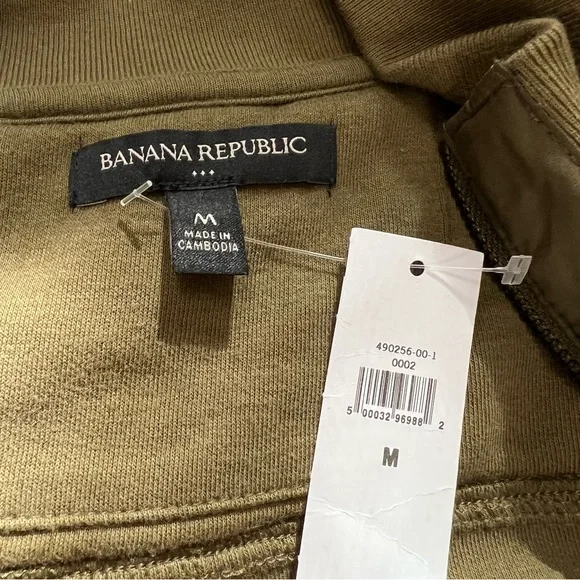 BANANA REPUBLIC
M
MADE IN
CAMBODIA
490256-00-1
0002
5 00032 96988 2
M